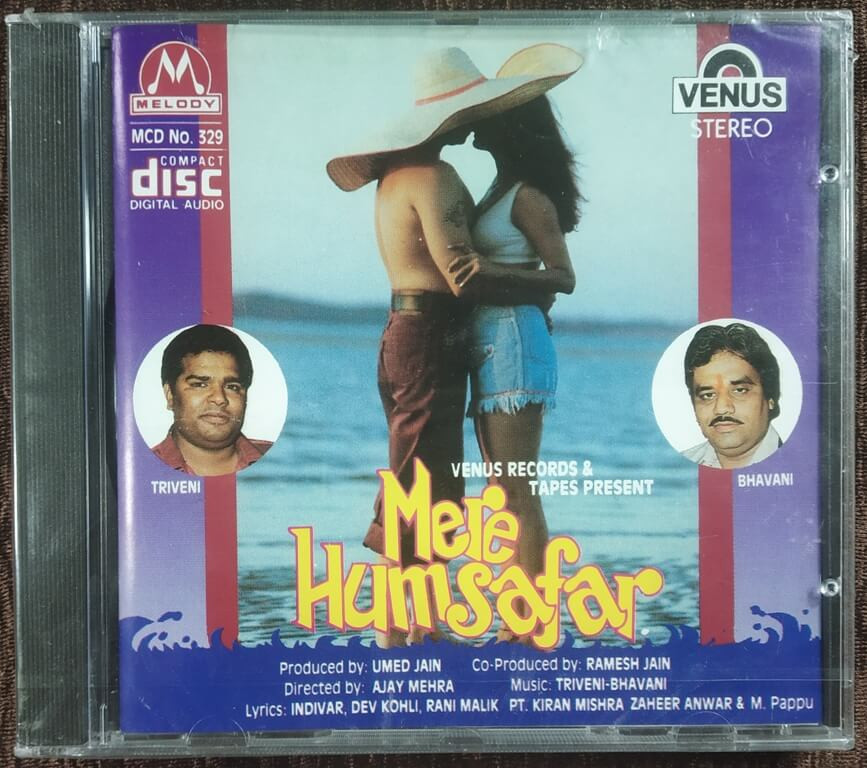 MELODY
MCD No. 329
COMPACT
disc
DIGITAL AUDIO
VENUS
STEREO
TRIVENI
BHAVANI
VENUS RECORDS &
TAPES PRESENT
Mere
Humsafar
Produced by: UMED JAIN Co-Produced by: RAMESH JAIN
Directed by: AJAY MEHRA Music: TRIVENI-BHAVANI
Lyrics: INDIVAR, DEV KOHLI, RANI MALIK PT. KIRAN MISHRA ZAHEER ANWAR & M. Pappu